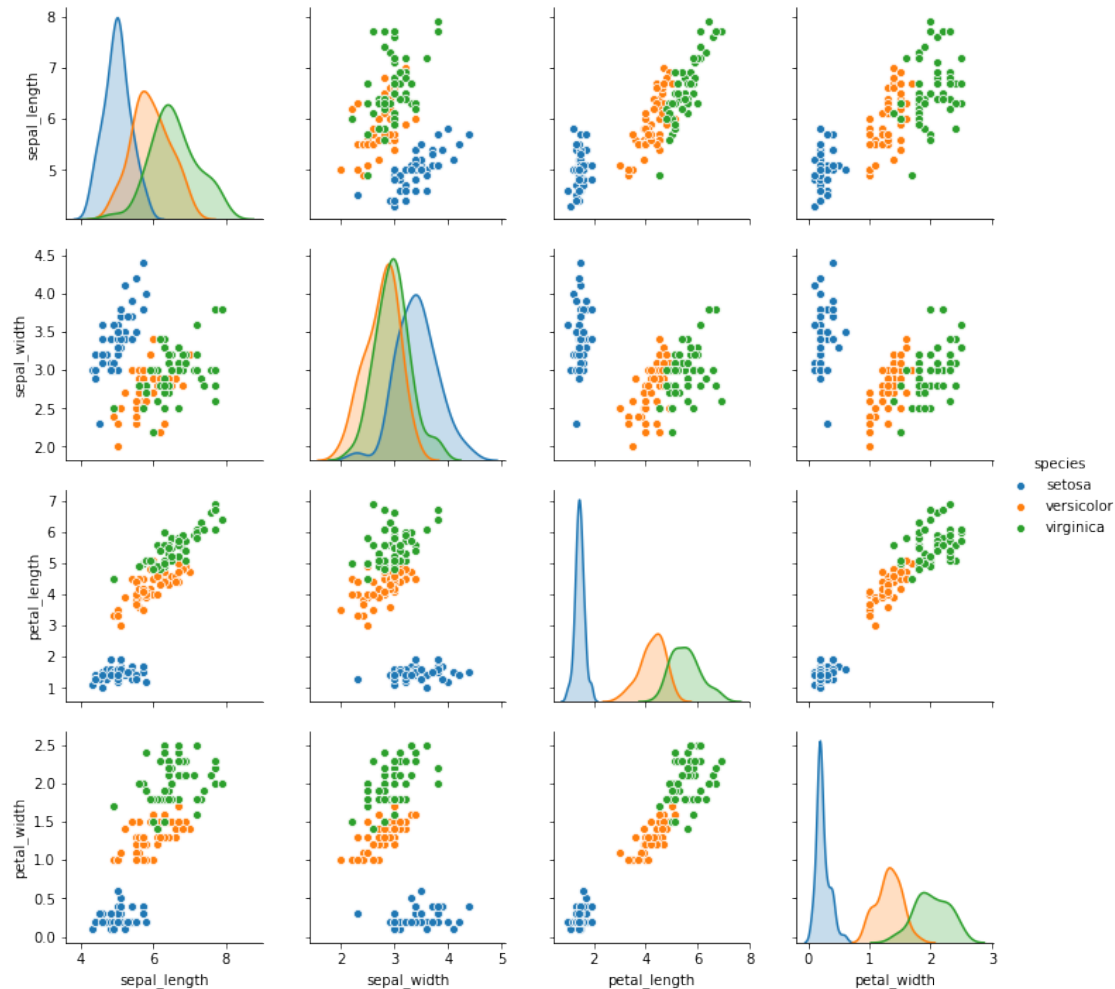 8
7
6
5
sepal_length
4.5
4.0
3.5
3.0
2.5
2.0
sepal_width
species
setosa
versicolor
virginica
7
6
5
4
3
2
1
petal_length
2.5
2.0
1.5
1.0
0.5
0.0
petal_width
4 6 8
sepal_length
2 3 4 5
sepal_width
2 4 6 8
petal_length
0 1 2 3
petal_width